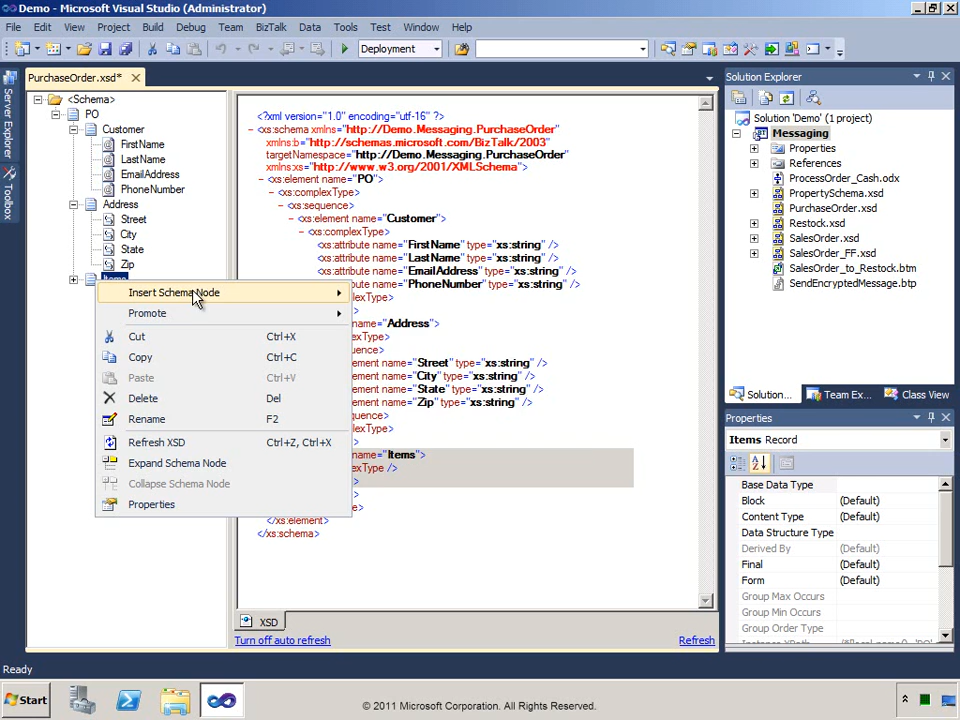 Demo - Microsoft Visual Studio (Administrator)
File Edit View Project Build Debug Team BizTalk Data Tools Test Window Help
Deployment
PurchaseOrder.xsd*
Server Explorer
Toolbox
<Schema>
PO
Customer
FirstName
LastName
EmailAddress
PhoneNumber
Address
Street
City
State
Zip
Insert Schema Node
Promote
Cut Ctrl+X
Copy Ctrl+C
Paste Ctrl+V
Delete Del
Rename F2
Refresh XSD Ctrl+Z, Ctrl+X
Expand Schema Node
Collapse Schema Node
Properties
<?xml version="1.0" encoding="utf-16" ?>
- <xs:schema xmlns="http://Demo.Messaging.PurchaseOrder"
xmlns:b="http://schemas.microsoft.com/BizTalk/2003"
targetNamespace="http://Demo.Messaging.PurchaseOrder"
xmlns:xs="http://www.w3.org/2001/XMLSchema">
- <xs:element name="PO">
- <xs:complexType>
- <xs:sequence>
- <xs:element name="Customer">
- <xs:complexType>
<xs:attribute name="FirstName" type="xs:string" />
<xs:attribute name="LastName" type="xs:string" />
<xs:attribute name="EmailAddress" type="xs:string" />
name="PhoneNumber" type="xs:string" />
Type>
name="Address">
exType>
uence>
element name="Street" type="xs:string" />
element name="City" type="xs:string" />
element name="State" type="xs:string" />
element name="Zip" type="xs:string" />
quence>
exType>
>
name="Items">
exType />
>
>
e>
</xs:element>
</xs:schema>
XSD
Turn off auto refresh
Refresh
Solution Explorer
Solution 'Demo' (1 project)
Messaging
Properties
References
ProcessOrder_Cash.odx
PropertySchema.xsd
PurchaseOrder.xsd
Restock.xsd
SalesOrder.xsd
SalesOrder_FF.xsd
SalesOrder_to_Restock.btm
SendEncryptedMessage.btp
Solution... Team Ex... Class View
Properties
Items Record
Base Data Type
Block (Default)
Content Type (Default)
Data Structure Type
Derived By (Default)
Final (Default)
Form (Default)
Group Max Occurs
Group Min Occurs
Group Order Type
Ready
Start
© 2011 Microsoft Corporation. All Rights Reserved.